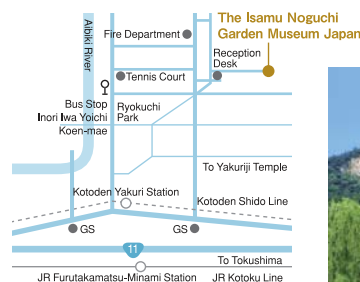 The Isamu Noguchi
Garden Museum Japan
Aibiki River
Fire Department
Reception
Desk
Tennis Court
Bus Stop
Inori Iwa Yoichi
Koen-mae
Ryokuchi
Park
To Yakuriji Temple
Kotoden Yakuri Station
Kotoden Shido Line
GS
GS
11
To Tokushima
JR Furutakamatsu-Minami Station
JR Kotoku Line